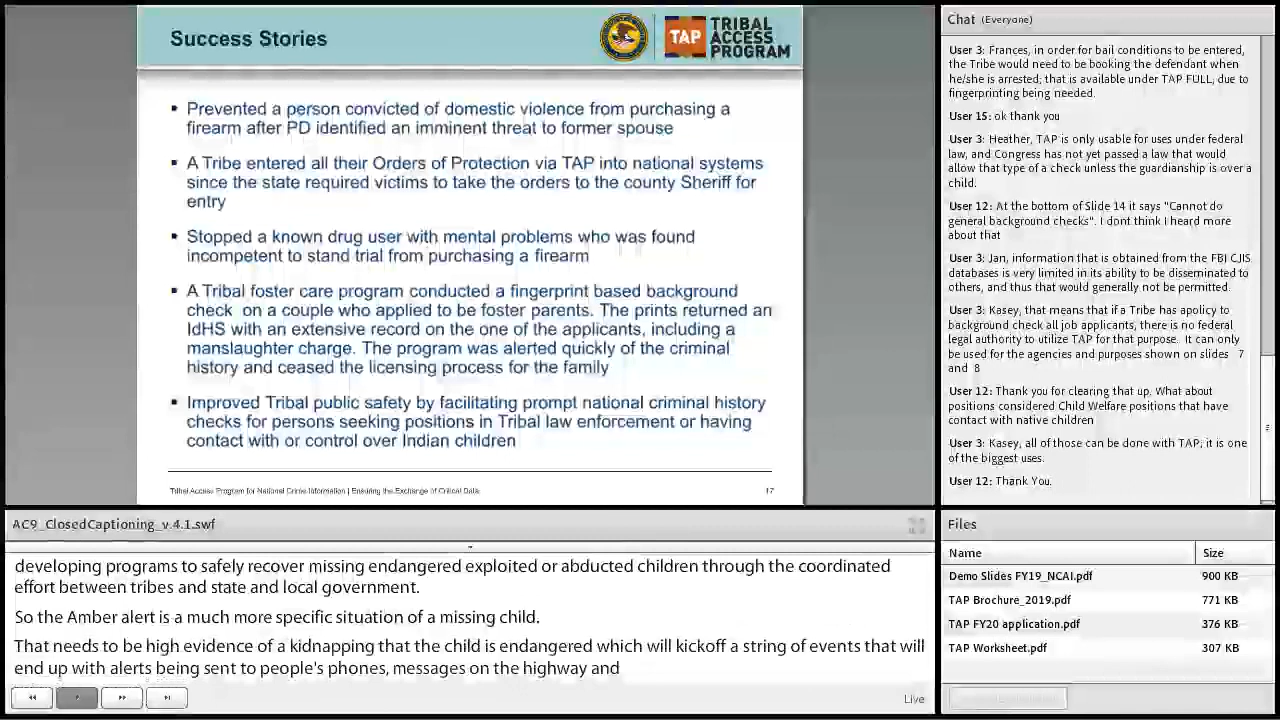 Success Stories
TAP TRIBAL
ACCESS
PROGRAM
▪ Prevented a person convicted of domestic violence from purchasing a
firearm after PD identified an imminent threat to former spouse
▪ A Tribe entered all their Orders of Protection via TAP into national systems
since the state required victims to take the orders to the county Sheriff for
entry
▪ Stopped a known drug user with mental problems who was found
incompetent to stand trial from purchasing a firearm
▪ A Tribal foster care program conducted a fingerprint based background
check on a couple who applied to be foster parents. The prints returned an
IdHS with an extensive record on the one of the applicants, including a
manslaughter charge. The program was alerted quickly of the criminal
history and ceased the licensing process for the family
▪ Improved Tribal public safety by facilitating prompt national criminal history
checks for persons seeking positions in Tribal law enforcement or having
contact with or control over Indian children
Tribal Access Program for National Crime Information | Ensuring the Exchange of Critical Data
17
AC9_ClosedCaptioning_v.4.1.swf
developing programs to safely recover missing endangered exploited or abducted children through the coordinated
effort between tribes and state and local government.
So the Amber alert is a much more specific situation of a missing child.
That needs to be high evidence of a kidnapping that the child is endangered which will kickoff a string of events that will
end up with alerts being sent to people's phones, messages on the highway and
Live
Chat (Everyone)
User 3: Frances, in order for bail conditions to be entered,
the Tribe would need to be booking the defendant when
he/she is arrested; that is available under TAP FULL, due to
fingerprinting being needed.
User 15: ok thank you
User 3: Heather, TAP is only usable for uses under federal
law, and Congress has not yet passed a law that would
allow that type of a check unless the guardianship is over a
child.
User 12: At the bottom of Slide 14 it says "Cannot do
general background checks". I dont think I heard more
about that
User 3: Jan, information that is obtained from the FBI CJIS
databases is very limited in its ability to be disseminated to
others, and thus that would generally not be permitted.
User 3: Kasey, that means that if a Tribe has apolicy to
background check all job applicants, there is no federal
legal authority to utilize TAP for that purpose. It can only
be used for the agencies and purposes shown on slides 7
and 8
User 12: Thank you for clearing that up. What about
positions considered Child Welfare positions that have
contact with native children
User 3: Kasey, all of those can be done with TAP; it is one
of the biggest uses.
User 12: Thank You.
Files
Name Size
Demo Slides FY19_NCAI.pdf 900 KB
TAP Brochure_2019.pdf 771 KB
TAP FY20 application.pdf 376 KB
TAP Worksheet.pdf 307 KB